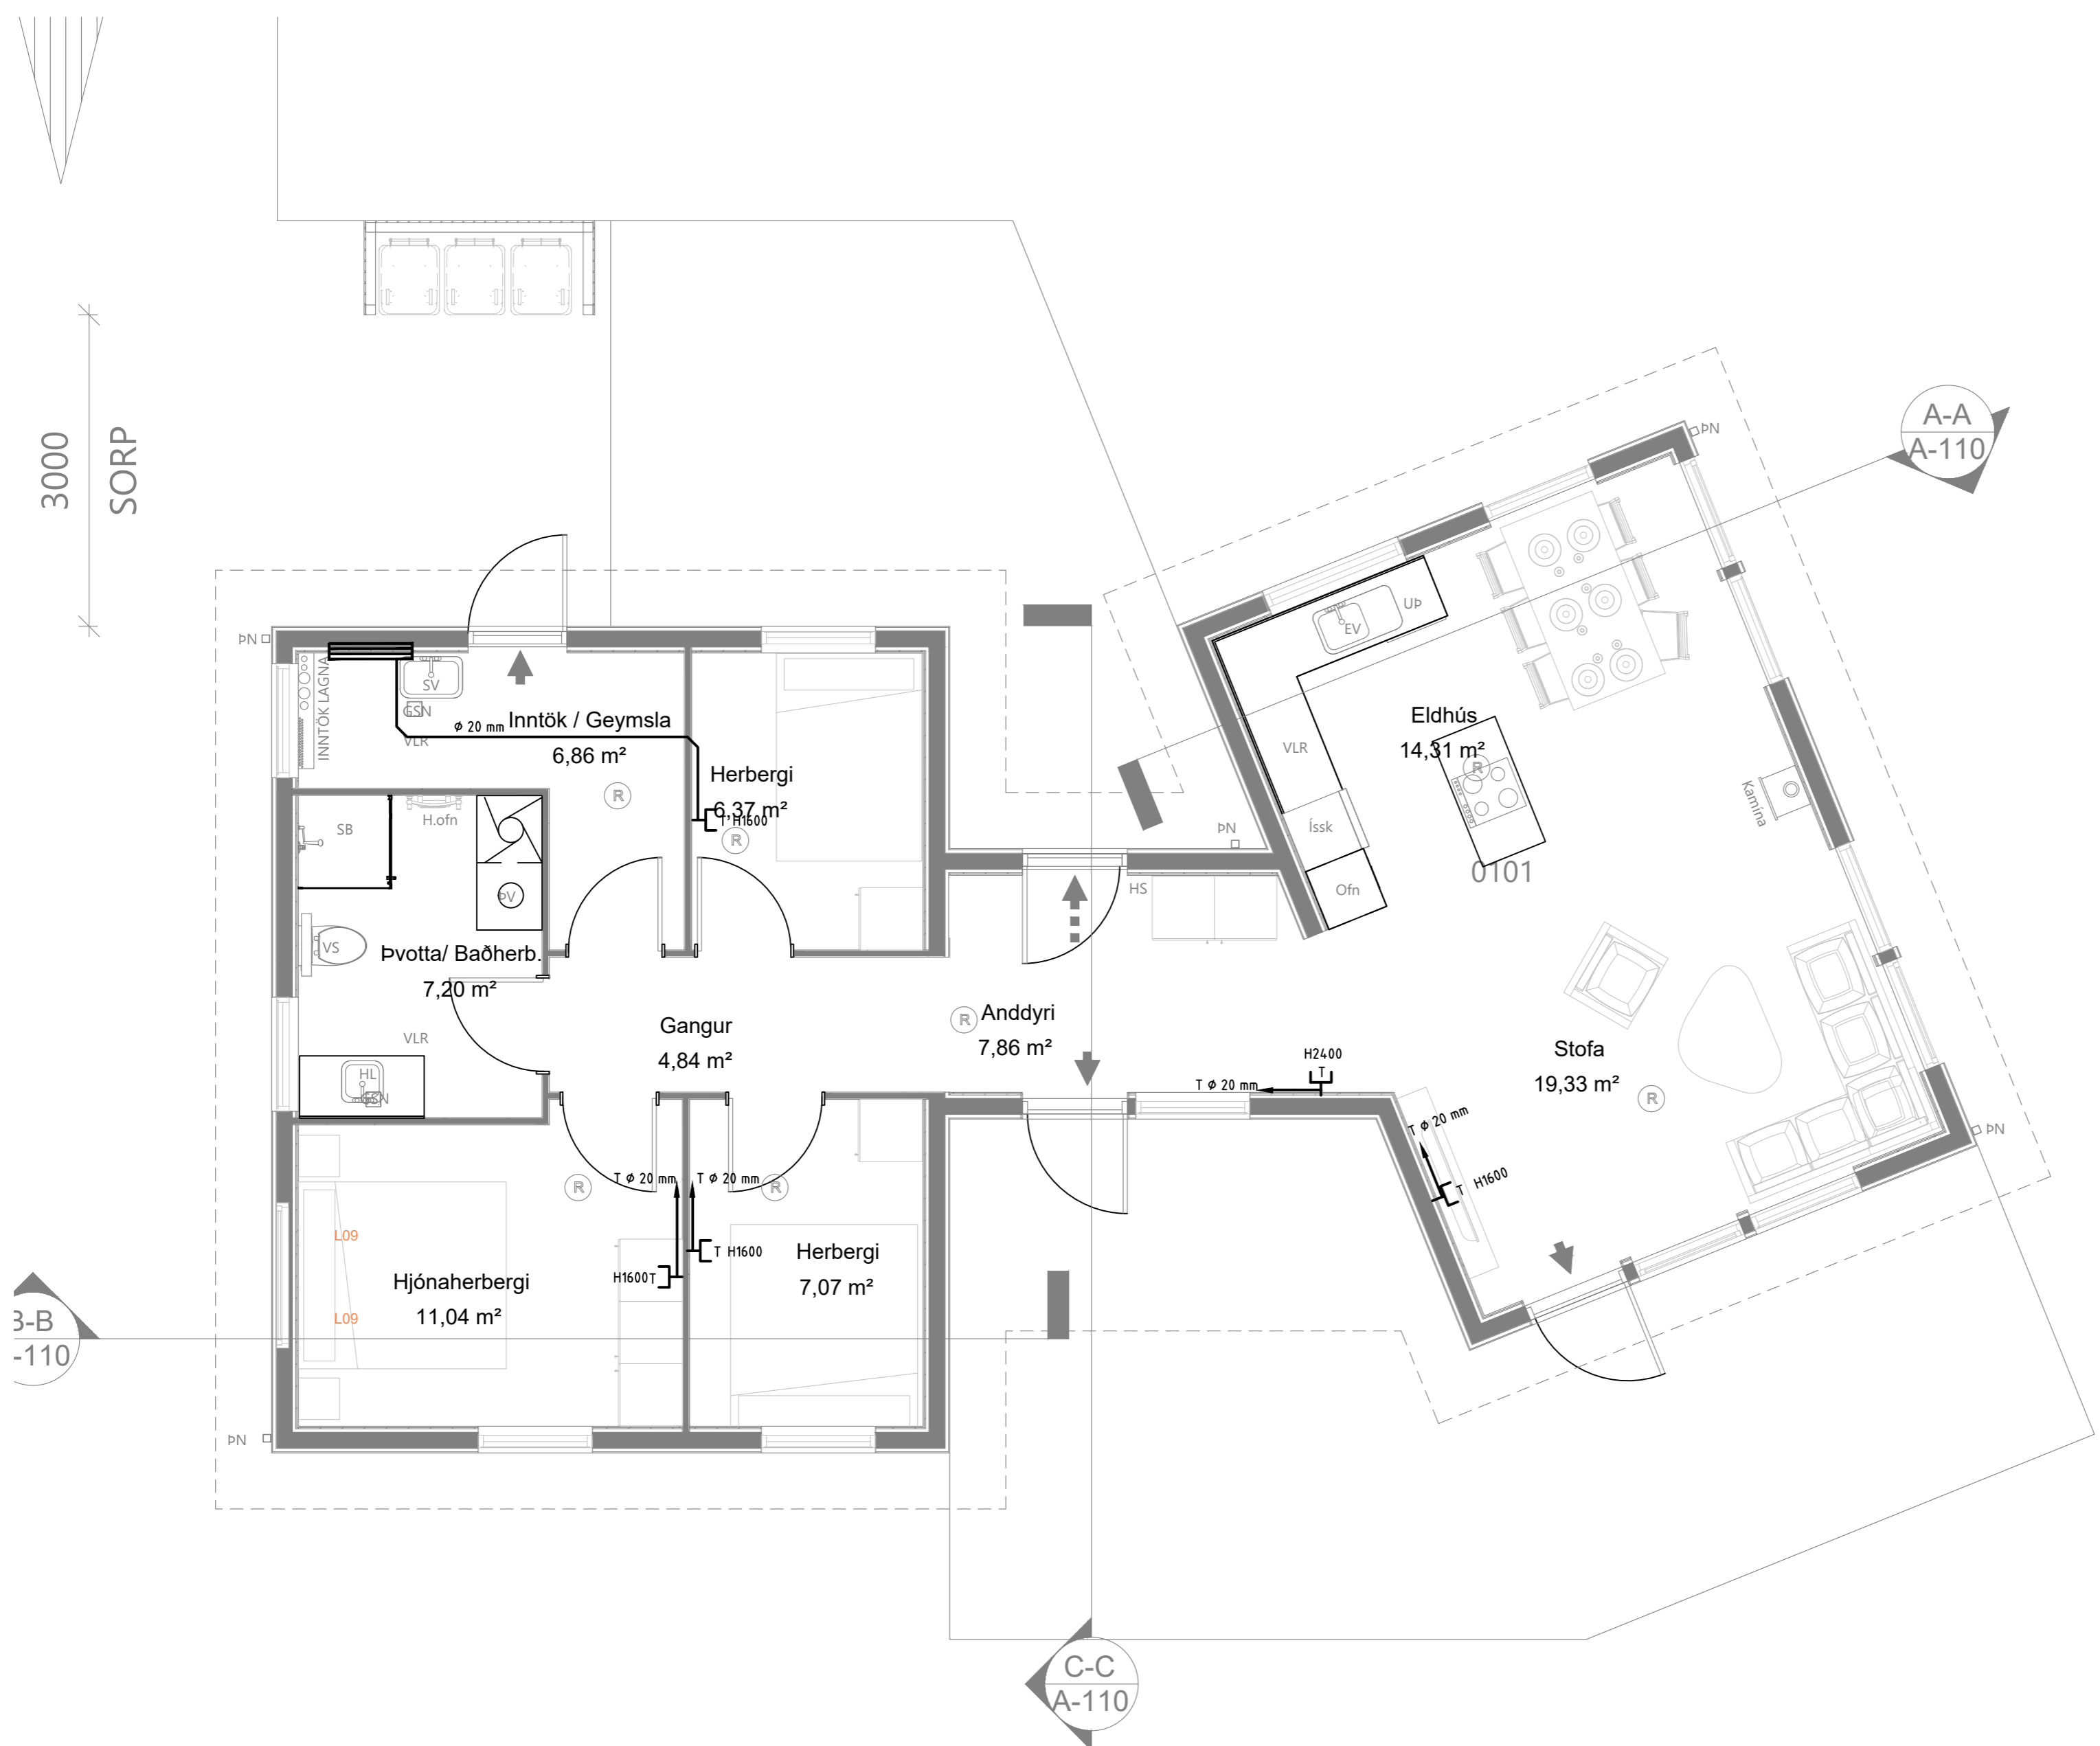 3000
SORP
A-A
A-110
ÞN
ÞN
INNTÖK LAGNA
SV
GSN
VLR
ø 20 mm
Inntök / Geymsla
6,86 m²
R
Herbergi
6,37 m²
T H1600
R
EV
UÞ
VLR
Íssk
Ofn
Eldhús
14,31 m²
R
0101
Kamína
ÞN
HS
SB
H.ofn
ÞV
VS
Þvotta/ Baðherb.
7,20 m²
VLR
HL
GSN
Gangur
4,84 m²
R
Anddyri
7,86 m²
H2400
T
T ø 20 mm
Stofa
19,33 m²
R
T ø 20 mm
T H1600
ÞN
R
T ø 20 mm
T ø 20 mm
R
L09
L09
Hjónaherbergi
11,04 m²
H1600T
T H1600
Herbergi
7,07 m²
B-B
-110
ÞN
C-C
A-110